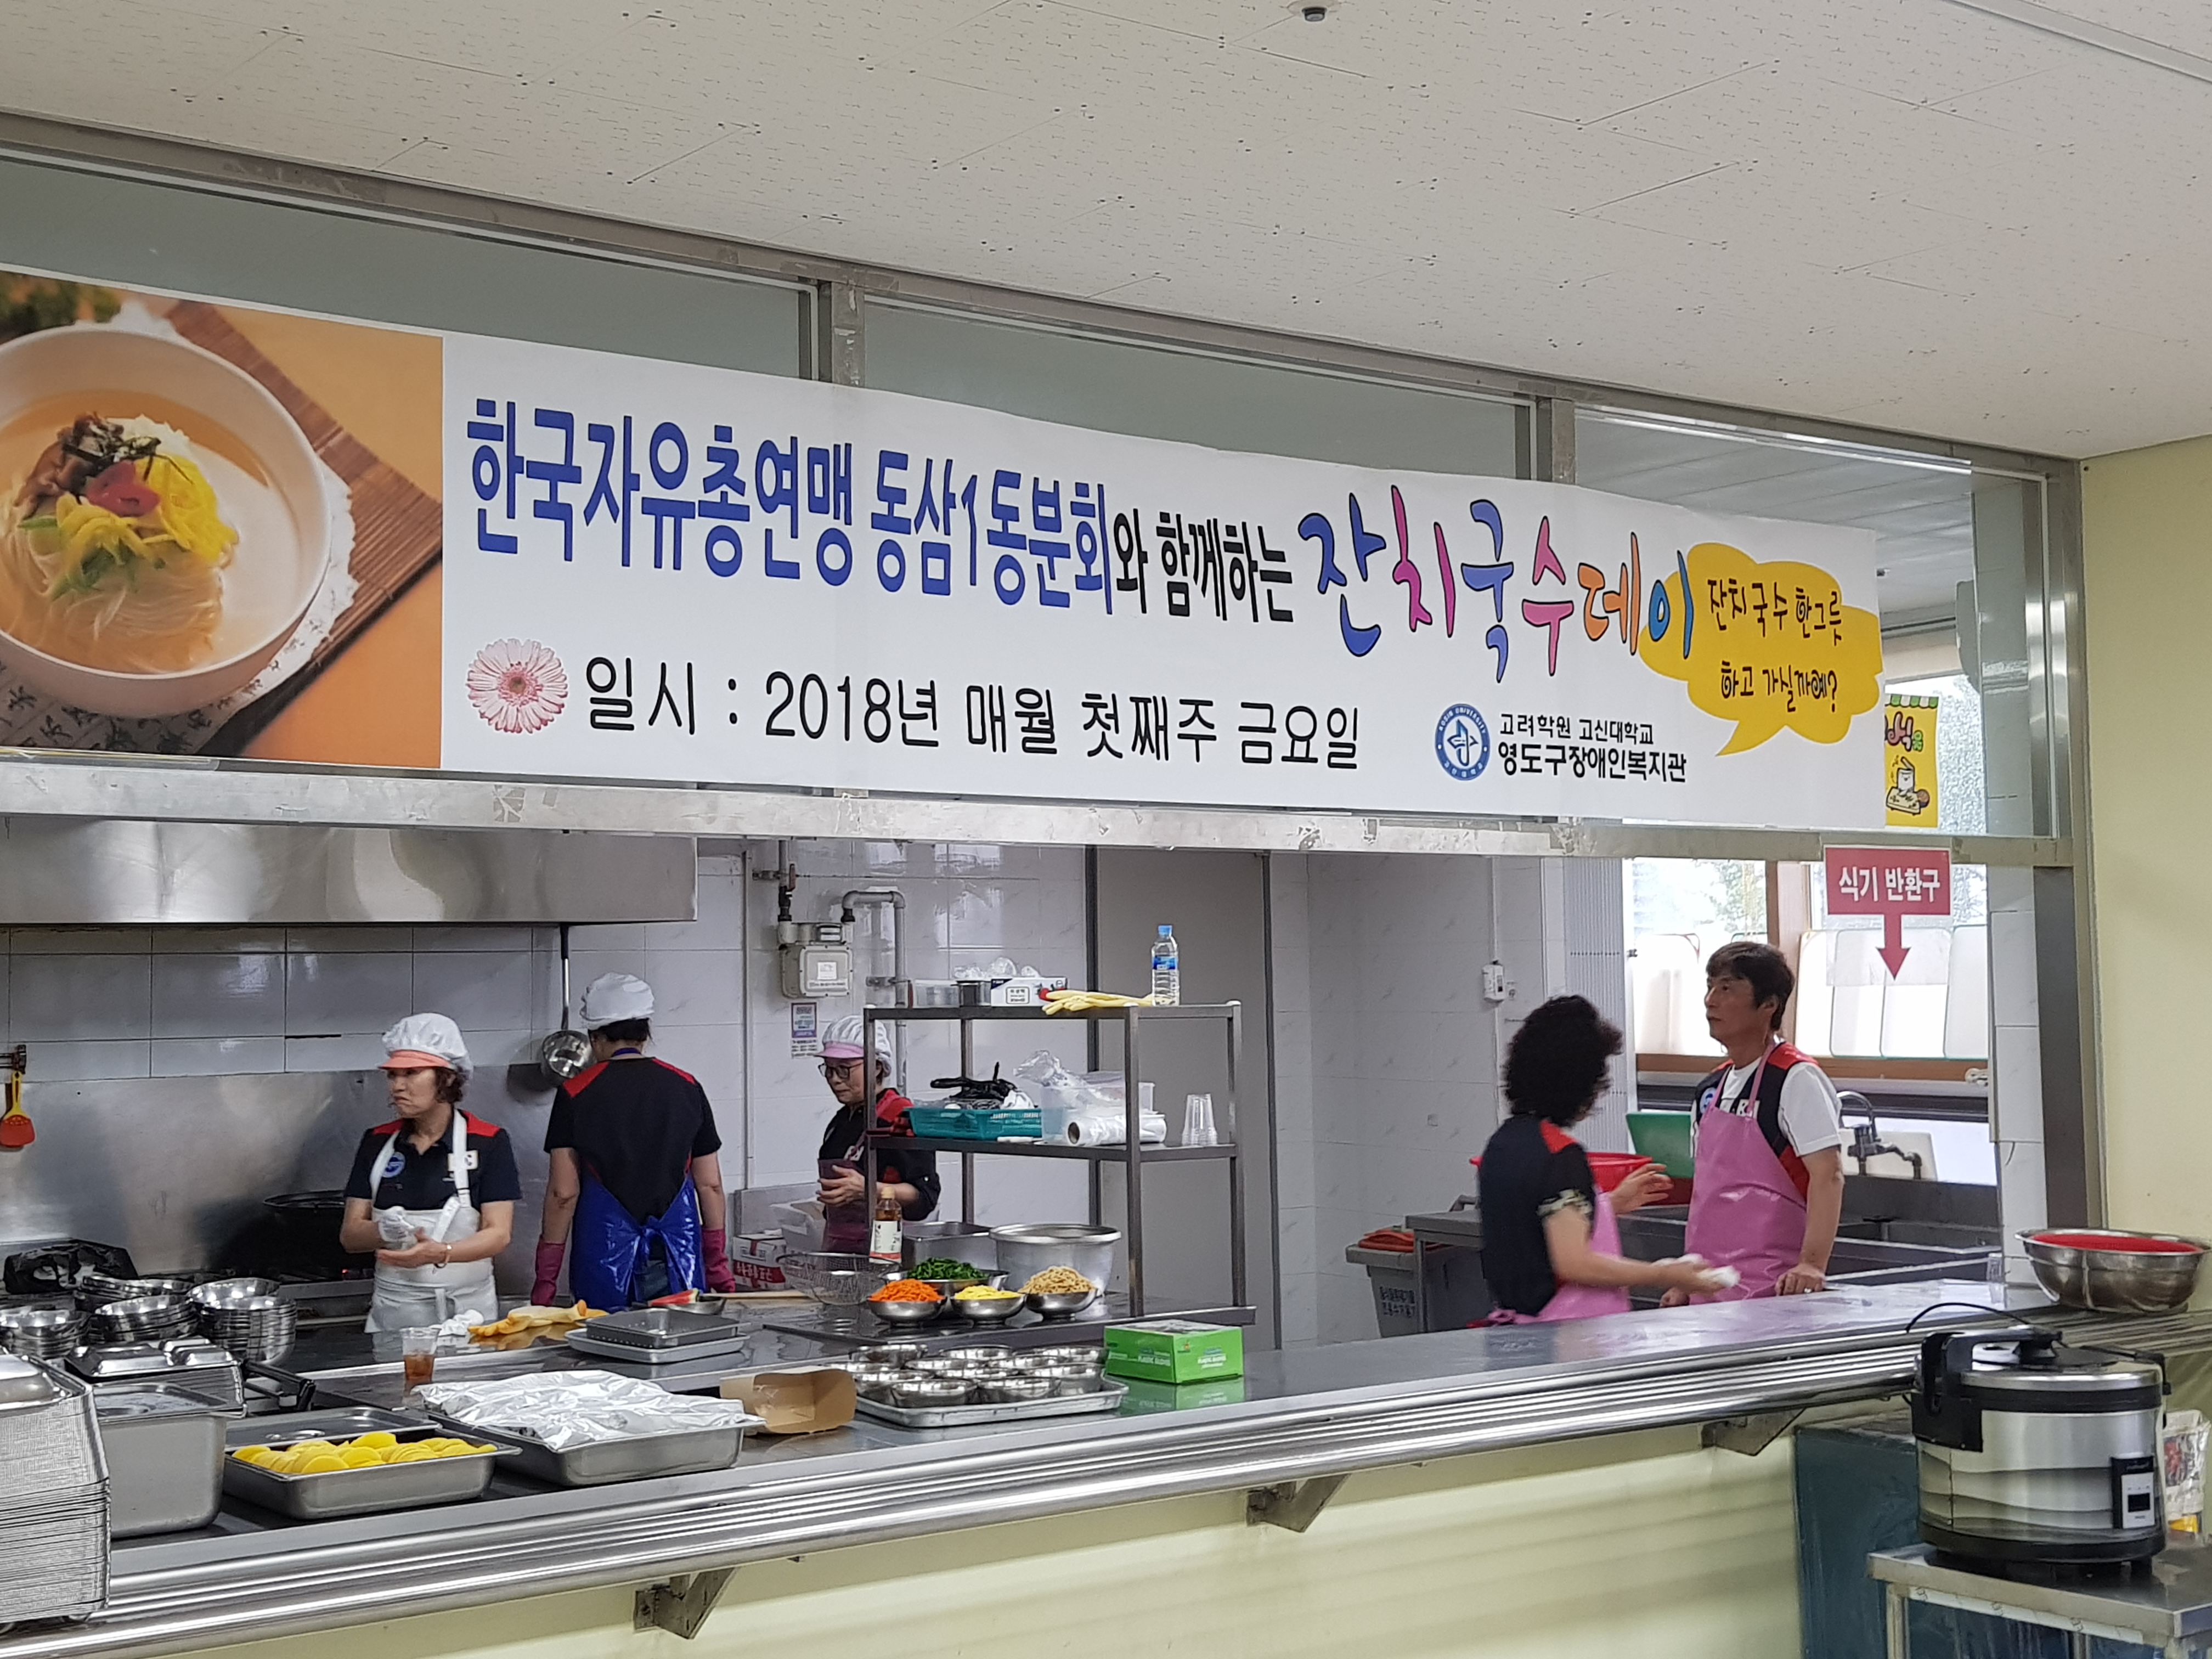 한국자유총연맹 동삼1동분회와 함께하는 잔치국수데이
잔치국수 한그릇
하고 가실까예?
일시 : 2018년 매월 첫째주 금요일
KOSIN UNIVERSITY
고려학원 고신대학교
영도구장애인복지관
식기 반환구